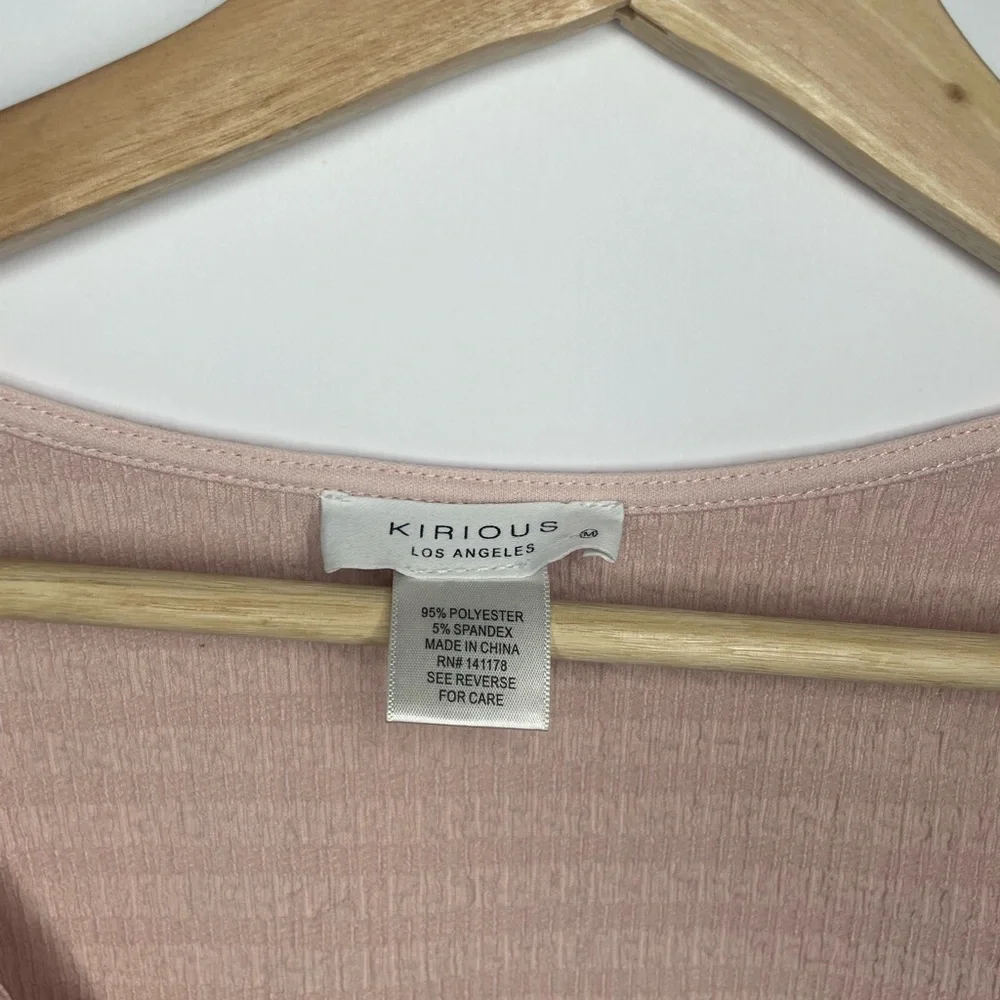 KIRIOUS M
LOS ANGELES
95% POLYESTER
5% SPANDEX
MADE IN CHINA
RN# 141178
SEE REVERSE
FOR CARE